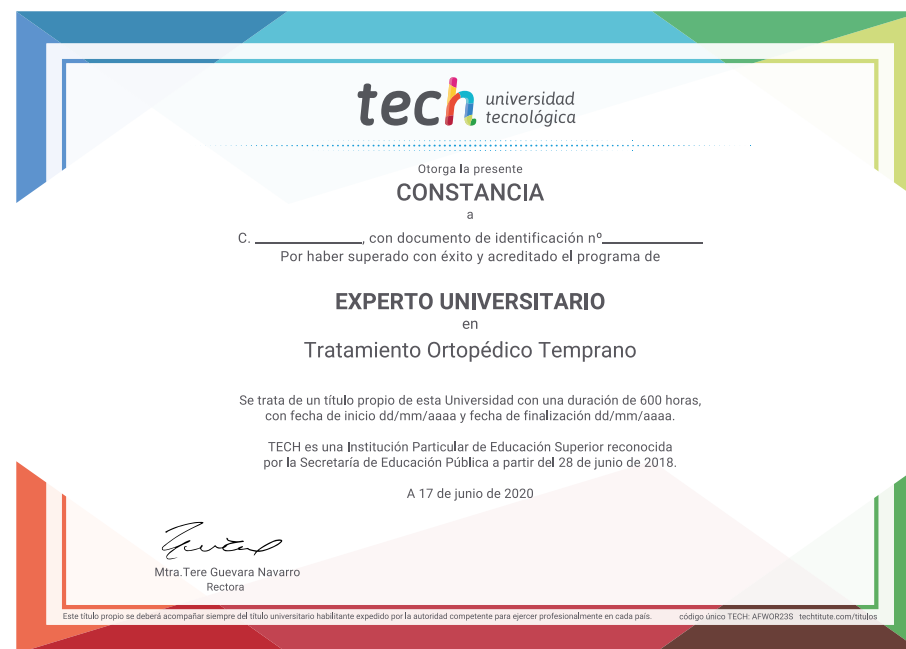 tech universidad
tecnológica
Otorga la presente
CONSTANCIA
a
C. ____________, con documento de identificación nº____________
Por haber superado con éxito y acreditado el programa de
EXPERTO UNIVERSITARIO
en
Tratamiento Ortopédico Temprano
Se trata de un título propio de esta Universidad con una duración de 600 horas,
con fecha de inicio dd/mm/aaaa y fecha de finalización dd/mm/aaaa.
TECH es una Institución Particular de Educación Superior reconocida
por la Secretaría de Educación Pública a partir del 28 de junio de 2018.
A 17 de junio de 2020
Mtra.Tere Guevara Navarro
Rectora
Este título propio se deberá acompañar siempre del título universitario habilitante expedido por la autoridad competente para ejercer profesionalmente en cada país. código único TECH: AFWOR23S techtitute.com/titulos